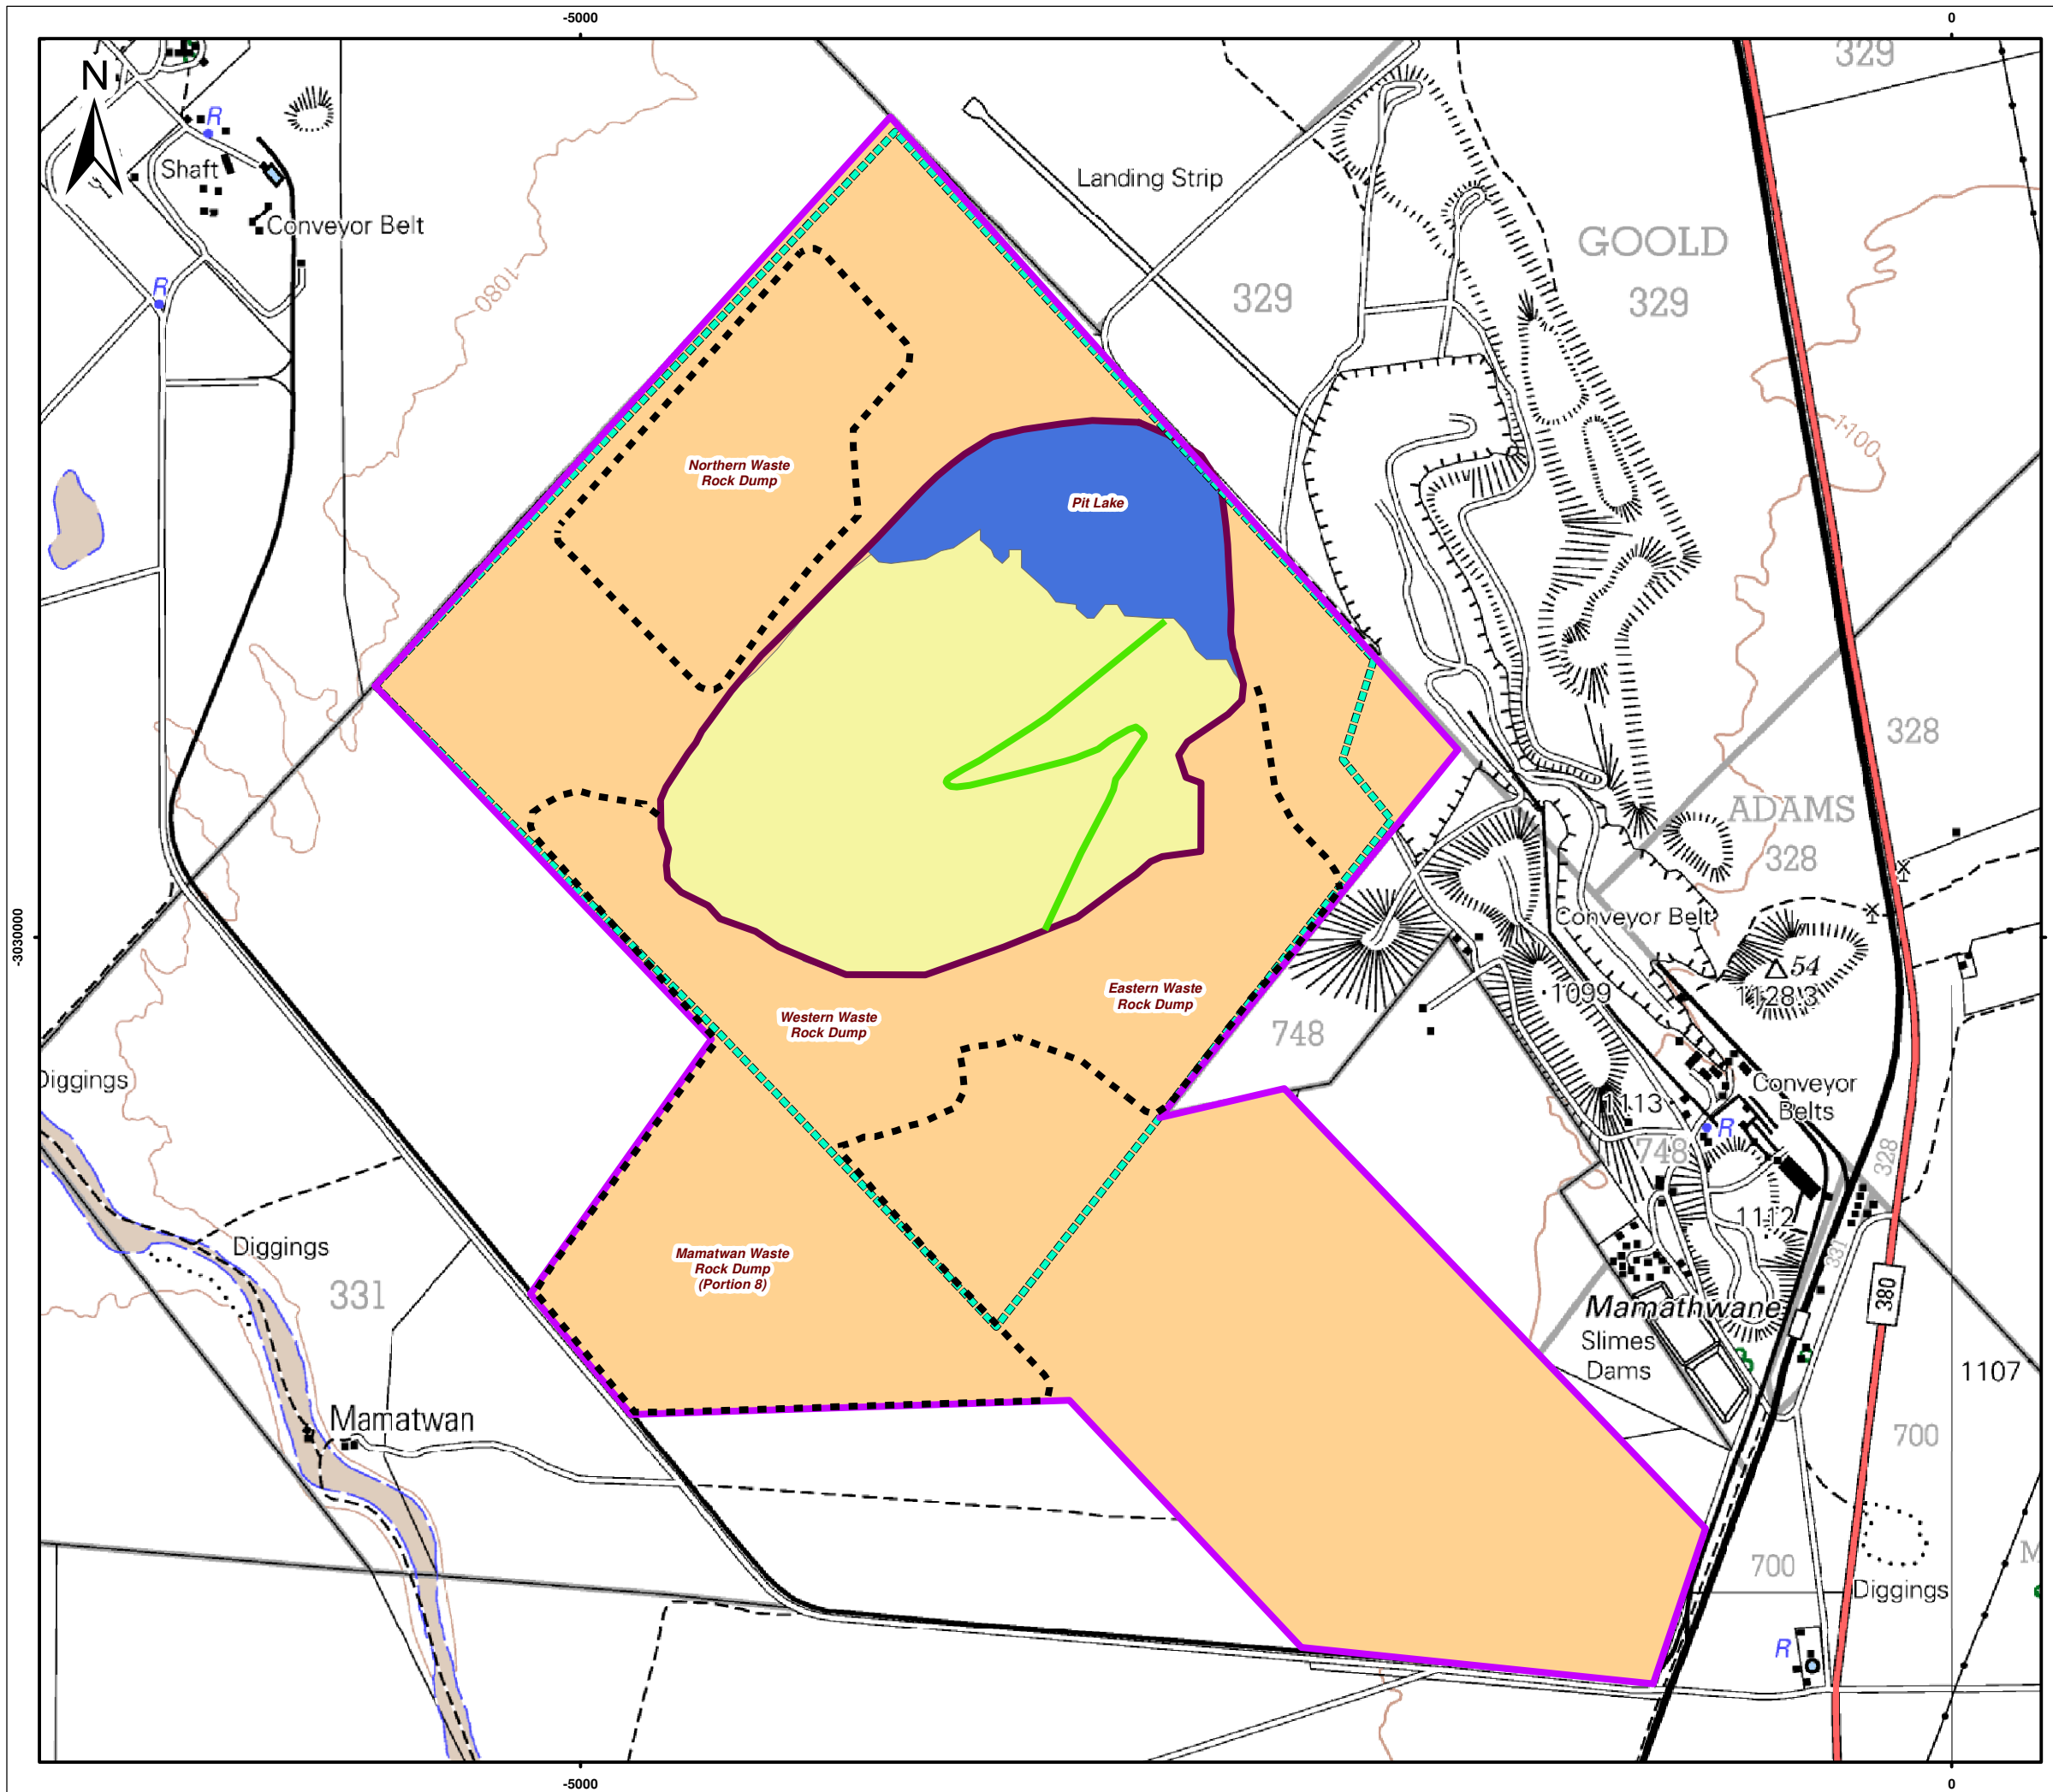 -5000
0
N
329
R
Shaft
Landing Strip
Conveyor Belt
GOOLD
329
329
R
1080
1100
Northern Waste
Rock Dump
Pit Lake
328
ADAMS
328
Conveyor Belt
-3030000
54
1128.3
1099
Eastern Waste
Rock Dump
Western Waste
Rock Dump
748
Diggings
Conveyor
Belts
1113
R
748
328
1112
Diggings
331
331
Mamatwan Waste
Rock Dump
(Portion 8)
380
Mamathwane
Slimes
Dams
1107
Mamatwan
700
700
M
Diggings
R
-5000
0